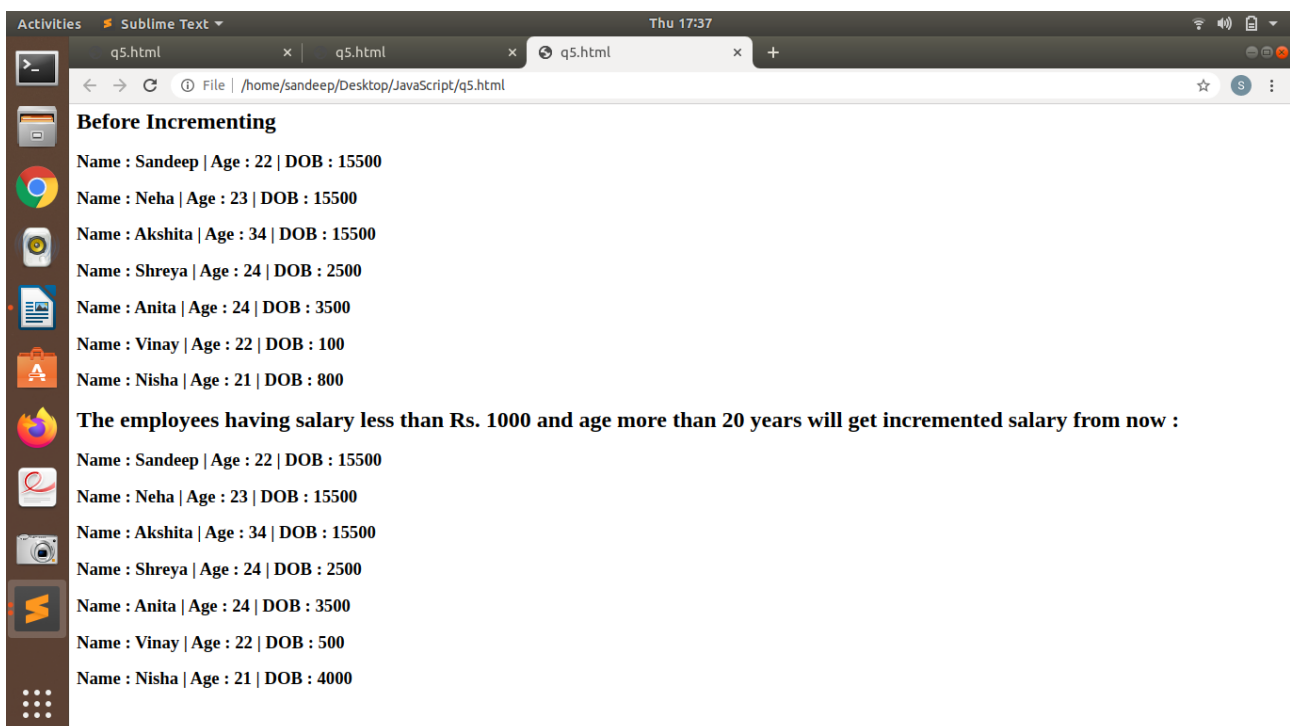 Activities Sublime Text Thu 17:37
q5.html q5.html q5.html
File /home/sandeep/Desktop/JavaScript/q5.html S
Before Incrementing
Name : Sandeep | Age : 22 | DOB : 15500
Name : Neha | Age : 23 | DOB : 15500
Name : Akshita | Age : 34 | DOB : 15500
Name : Shreya | Age : 24 | DOB : 2500
Name : Anita | Age : 24 | DOB : 3500
Name : Vinay | Age : 22 | DOB : 100
Name : Nisha | Age : 21 | DOB : 800
The employees having salary less than Rs. 1000 and age more than 20 years will get incremented salary from now :
Name : Sandeep | Age : 22 | DOB : 15500
Name : Neha | Age : 23 | DOB : 15500
Name : Akshita | Age : 34 | DOB : 15500
Name : Shreya | Age : 24 | DOB : 2500
Name : Anita | Age : 24 | DOB : 3500
Name : Vinay | Age : 22 | DOB : 500
Name : Nisha | Age : 21 | DOB : 4000